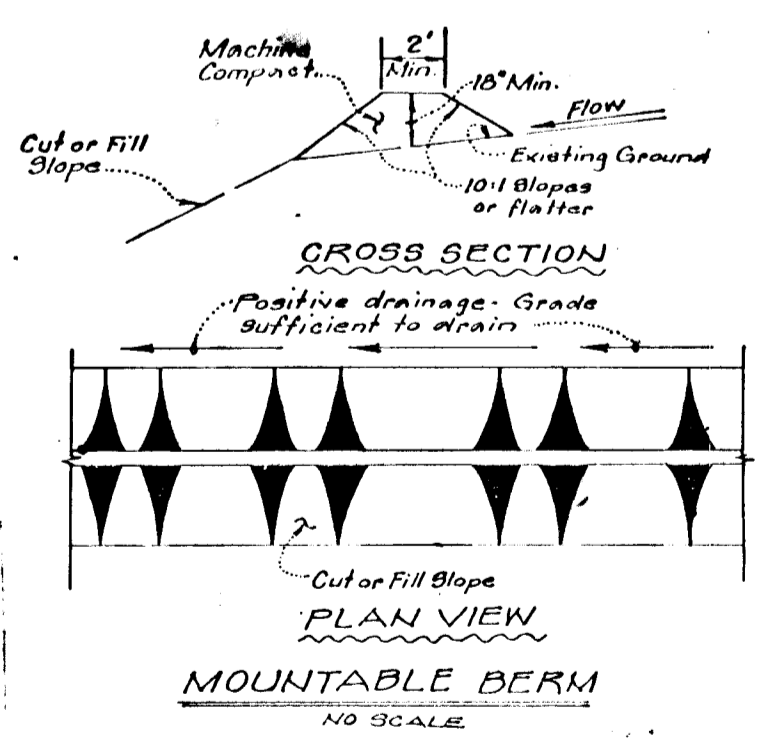 Machine
Compact
2'
Min.
18" Min.
Flow
Cut or Fill
Slope
Existing Ground
10:1 Slopes
or flatter
CROSS SECTION
Positive drainage - Grade
sufficient to drain
Cut or Fill Slope
PLAN VIEW
MOUNTABLE BERM
NO SCALE